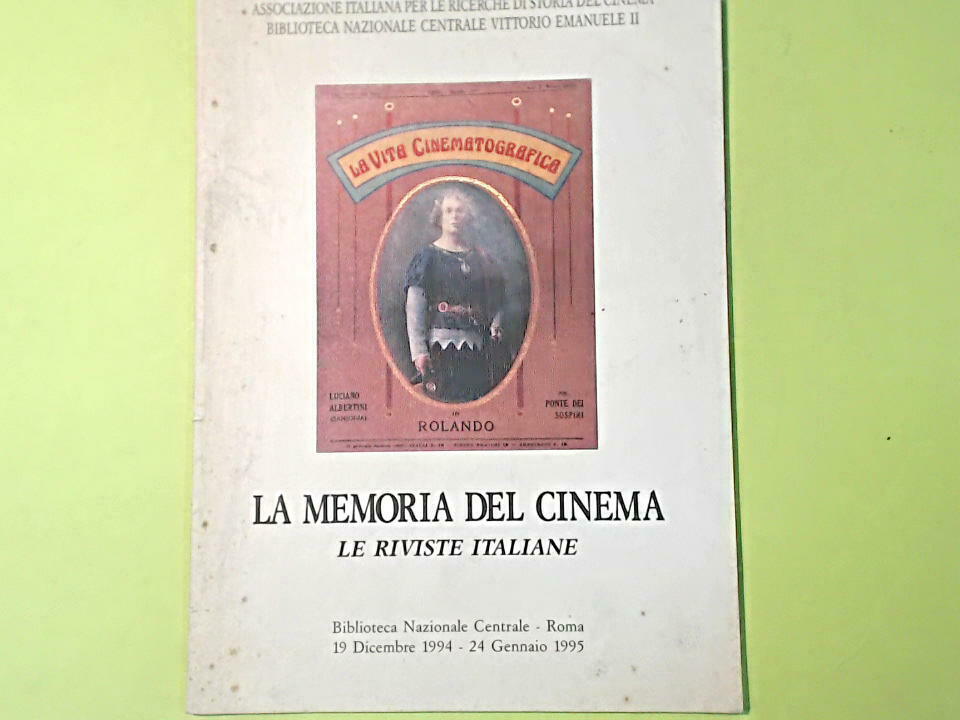 ASSOCIAZIONE ITALIANA PER LE RICERCHE DI STORIA DEL CINEMA
BIBLIOTECA NAZIONALE CENTRALE VITTORIO EMANUELE II
LA VITA CINEMATOGRAFICA
LUCIANO
ALBERTINI
PONTE DEI
SOSPIRI
IN
ROLANDO
LA MEMORIA DEL CINEMA
LE RIVISTE ITALIANE
Biblioteca Nazionale Centrale - Roma
19 Dicembre 1994 - 24 Gennaio 1995